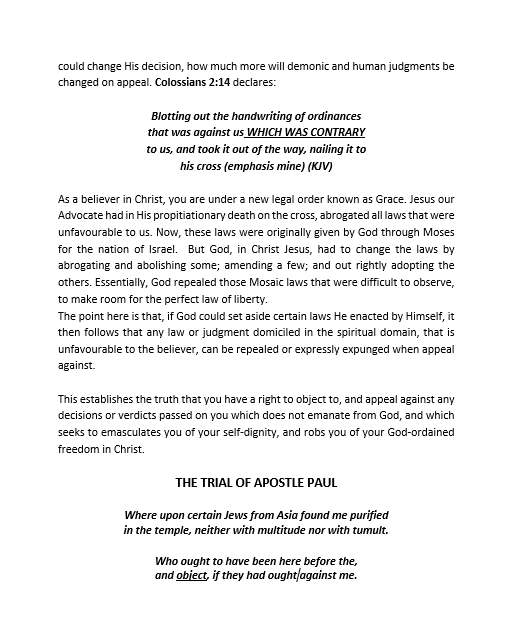 could change His decision, how much more will demonic and human judgments be
changed on appeal. Colossians 2:14 declares:
Blotting out the handwriting of ordinances
that was against us WHICH WAS CONTRARY
to us, and took it out of the way, nailing it to
his cross (emphasis mine) (KJV)
As a believer in Christ, you are under a new legal order known as Grace. Jesus our
Advocate had in His propitiationary death on the cross, abrogated all laws that were
unfavourable to us. Now, these laws were originally given by God through Moses
for the nation of Israel. But God, in Christ Jesus, had to change the laws by
abrogating and abolishing some; amending a few; and out rightly adopting the
others. Essentially, God repealed those Mosaic laws that were difficult to observe,
to make room for the perfect law of liberty.
The point here is that, if God could set aside certain laws He enacted by Himself, it
then follows that any law or judgment domiciled in the spiritual domain, that is
unfavourable to the believer, can be repealed or expressly expunged when appeal
against.
This establishes the truth that you have a right to object to, and appeal against any
decisions or verdicts passed on you which does not emanate from God, and which
seeks to emasculates you of your self-dignity, and robs you of your God-ordained
freedom in Christ.
THE TRIAL OF APOSTLE PAUL
Where upon certain Jews from Asia found me purified
in the temple, neither with multitude nor with tumult.
Who ought to have been here before the,
and object, if they had ought against me.